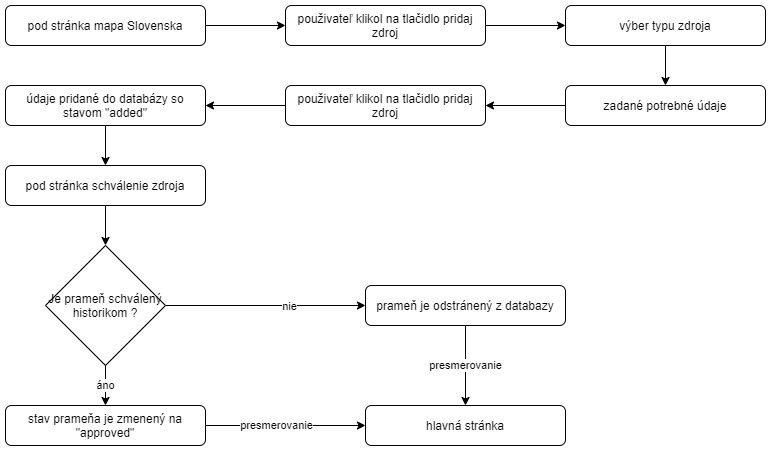 pod stránka mapa Slovenska
používateľ klikol na tlačidlo pridaj
zdroj
výber typu zdroja
zadané potrebné údaje
používateľ klikol na tlačidlo pridaj
zdroj
údaje pridané do databázy so
stavom "added"
pod stránka schválenie zdroja
Je prameň schválený
historikom ?
nie
prameň je odstránený z databazy
presmerovanie
áno
stav prameňa je zmenený na
"approved"
presmerovanie
hlavná stránka